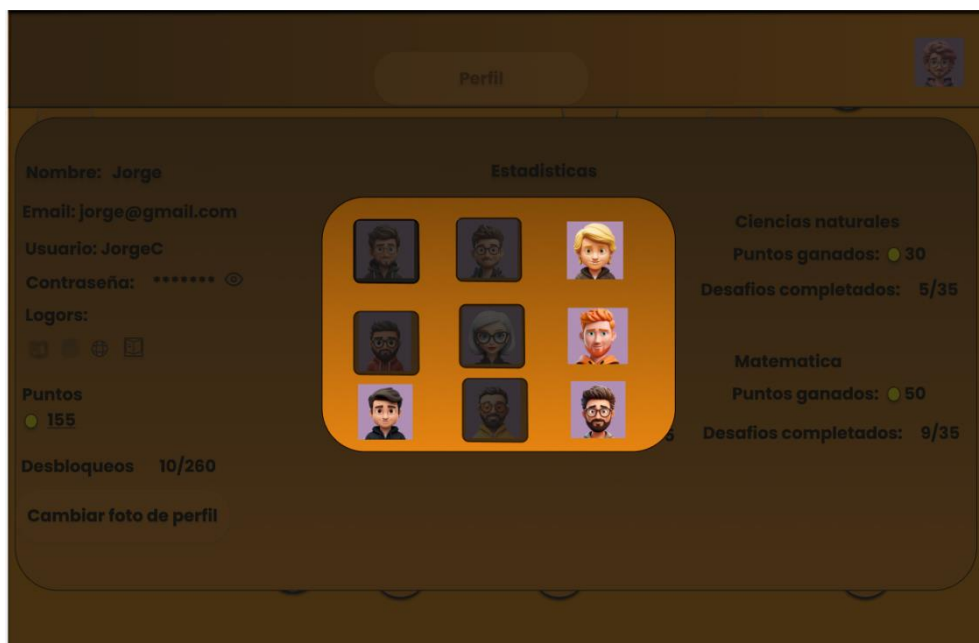 Perfil
Nombre: Jorge
Email: jorge@gmail.com
Usuario: JorgeC
Contraseña: *******
Logors:
Puntos
155
Desbloqueos 10/260
Cambiar foto de perfil
Estadísticas
Ciencias naturales
Puntos ganados: 30
Desafios completados: 5/35
Matematica
Puntos ganados: 50
Desafios completados: 9/35